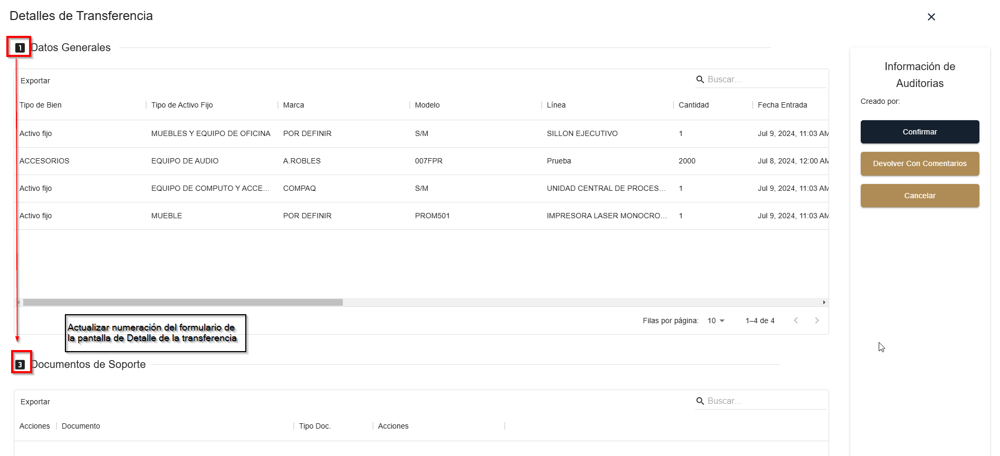 Detalles de Transferencia
1 Datos Generales
Exportar
Buscar...
Tipo de Bien Tipo de Activo Fijo Marca Modelo Línea Cantidad Fecha Entrada
Activo fijo MUEBLES Y EQUIPO DE OFICINA POR DEFINIR S/M SILLON EJECUTIVO 1 Jul 9, 2024, 11:03 AM
ACCESORIOS EQUIPO DE AUDIO A.ROBLES 007FPR Prueba 2000 Jul 8, 2024, 12:00 AM
Activo fijo EQUIPO DE COMPUTO Y ACCE... COMPAQ S/M UNIDAD CENTRAL DE PROCES... 1 Jul 9, 2024, 11:03 AM
Activo fijo MUEBLE POR DEFINIR PROM501 IMPRESORA LASER MONOCRO... 1 Jul 9, 2024, 11:03 AM
Filas por página: 10 1–4 de 4
Actualizar numeración del formulario de
la pantalla de Detalle de la transferencia
3 Documentos de Soporte
Exportar
Buscar...
Acciones Documento Tipo Doc. Acciones
Información de
Auditorias
Creado por:
Confirmar
Devolver Con Comentarios
Cancelar